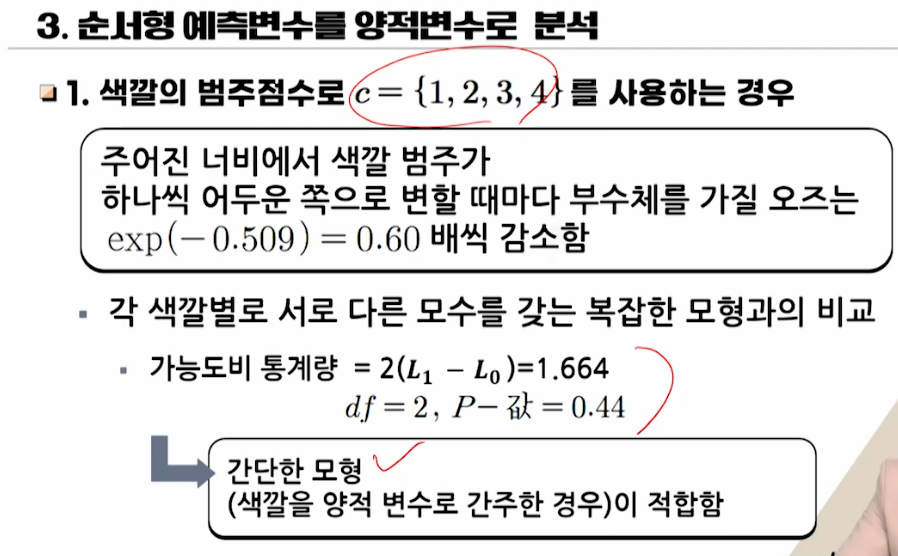 3. 순서형 예측변수를 양적변수로 분석
1. 색깔의 범주점수로 c = {1, 2, 3, 4}를 사용하는 경우
주어진 너비에서 색깔 범주가
하나씩 어두운 쪽으로 변할 때마다 부수체를 가질 오즈는
exp(−0.509) = 0.60 배씩 감소함
▪ 각 색깔별로 서로 다른 모수를 갖는 복잡한 모형과의 비교
▪ 가능도비 통계량 = 2(L₁ − L₀)=1.664
df = 2, P− 값 = 0.44
간단한 모형
(색깔을 양적 변수로 간주한 경우)이 적합함